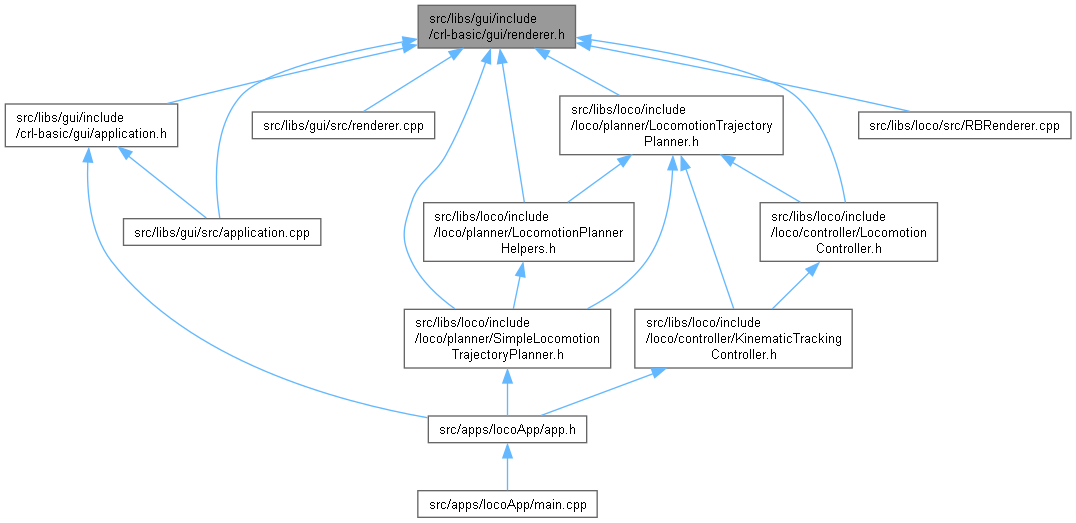 src/libs/gui/include
/crl-basic/gui/renderer.h
src/libs/gui/include
/crl-basic/gui/application.h
src/libs/gui/src/renderer.cpp
src/libs/loco/include
/loco/planner/LocomotionTrajectory
Planner.h
src/libs/loco/src/RBRenderer.cpp
src/libs/gui/src/application.cpp
src/libs/loco/include
/loco/planner/LocomotionPlanner
Helpers.h
src/libs/loco/include
/loco/controller/Locomotion
Controller.h
src/libs/loco/include
/loco/planner/SimpleLocomotion
TrajectoryPlanner.h
src/libs/loco/include
/loco/controller/KinematicTracking
Controller.h
src/apps/locoApp/app.h
src/apps/locoApp/main.cpp